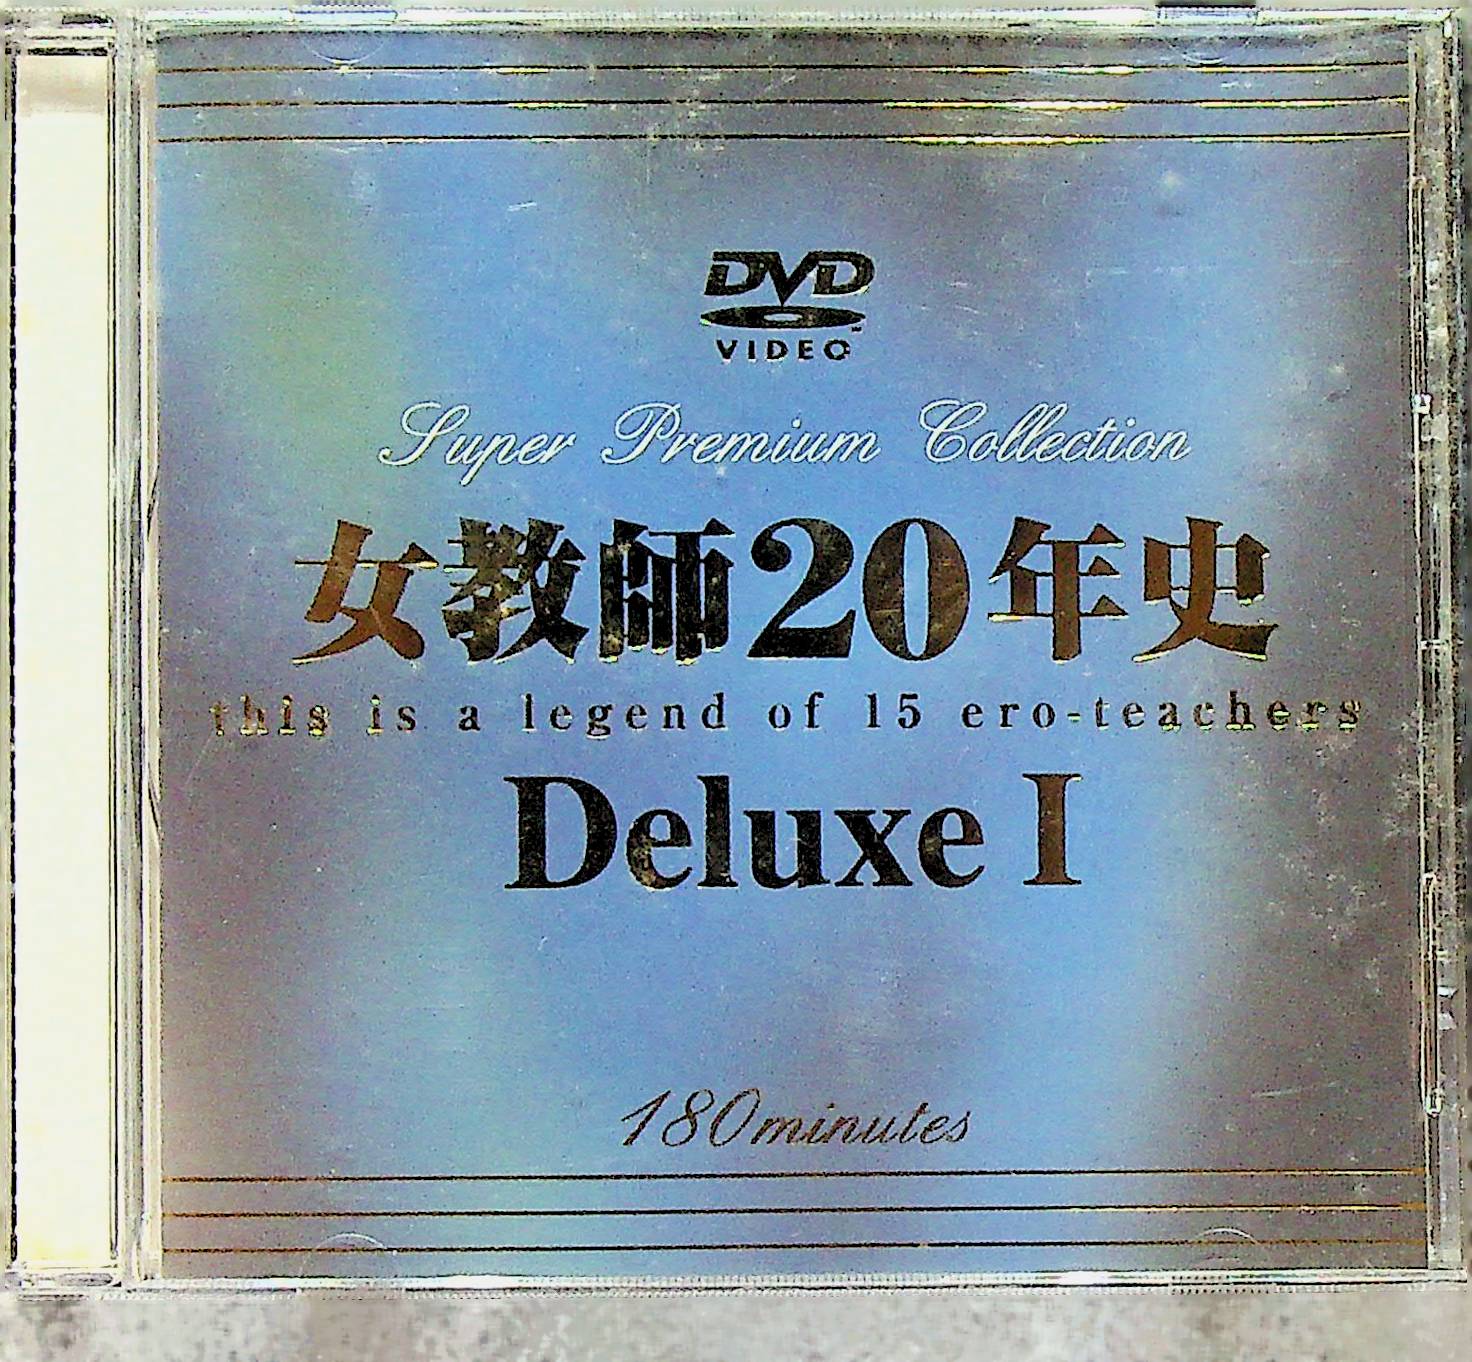 DVD
VIDEO
Super Premium Collection
女教師20年史
this is a legend of 15 ero-teachers
Deluxe I
180minutes